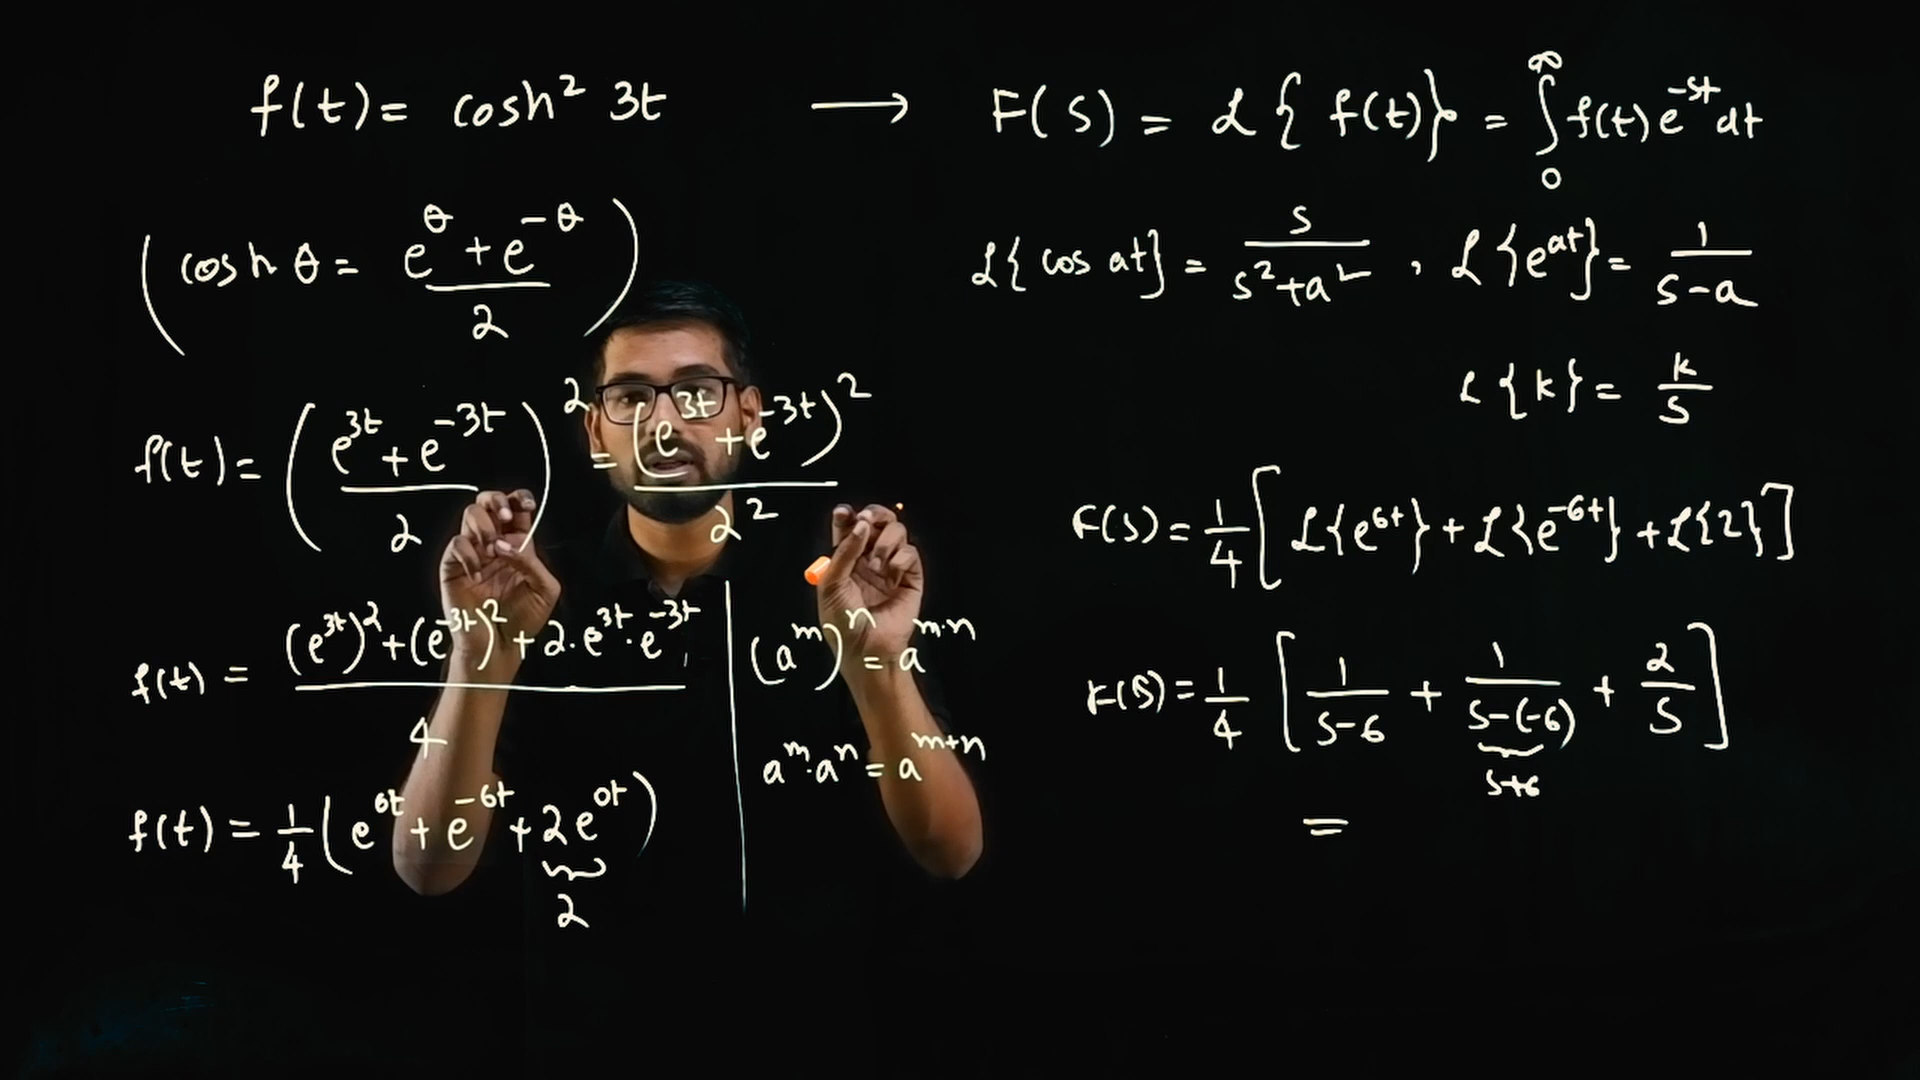 f(t) = cosh² 3t ⟶ F(S) = ℒ{ f(t)} = ∫₀^∞ f(t) e^{-st} dt
(cosh θ = (e^θ + e^{-θ})/2)
f(t) = ((e^{3t} + e^{-3t})/2)² = (e^{3t} + e^{-3t})²/2²
f(t) = ((e^{3t})² + (e^{-3t})² + 2·e^{3t}·e^{-3t})/4
(a^m)^n = a^{m·n}
a^m·a^n = a^{m+n}
f(t) = 1/4 (e^{6t} + e^{-6t} + 2e^{0t})
2
ℒ{cos at} = s/(s²+a²) , ℒ{e^{at}} = 1/(s-a)
ℒ{k} = k/s
F(s) = 1/4 [ℒ{e^{6t}} + ℒ{e^{-6t}} + ℒ{2}]
F(s) = 1/4 [1/(s-6) + 1/(s-(-6)) + 2/s]
s+6
=